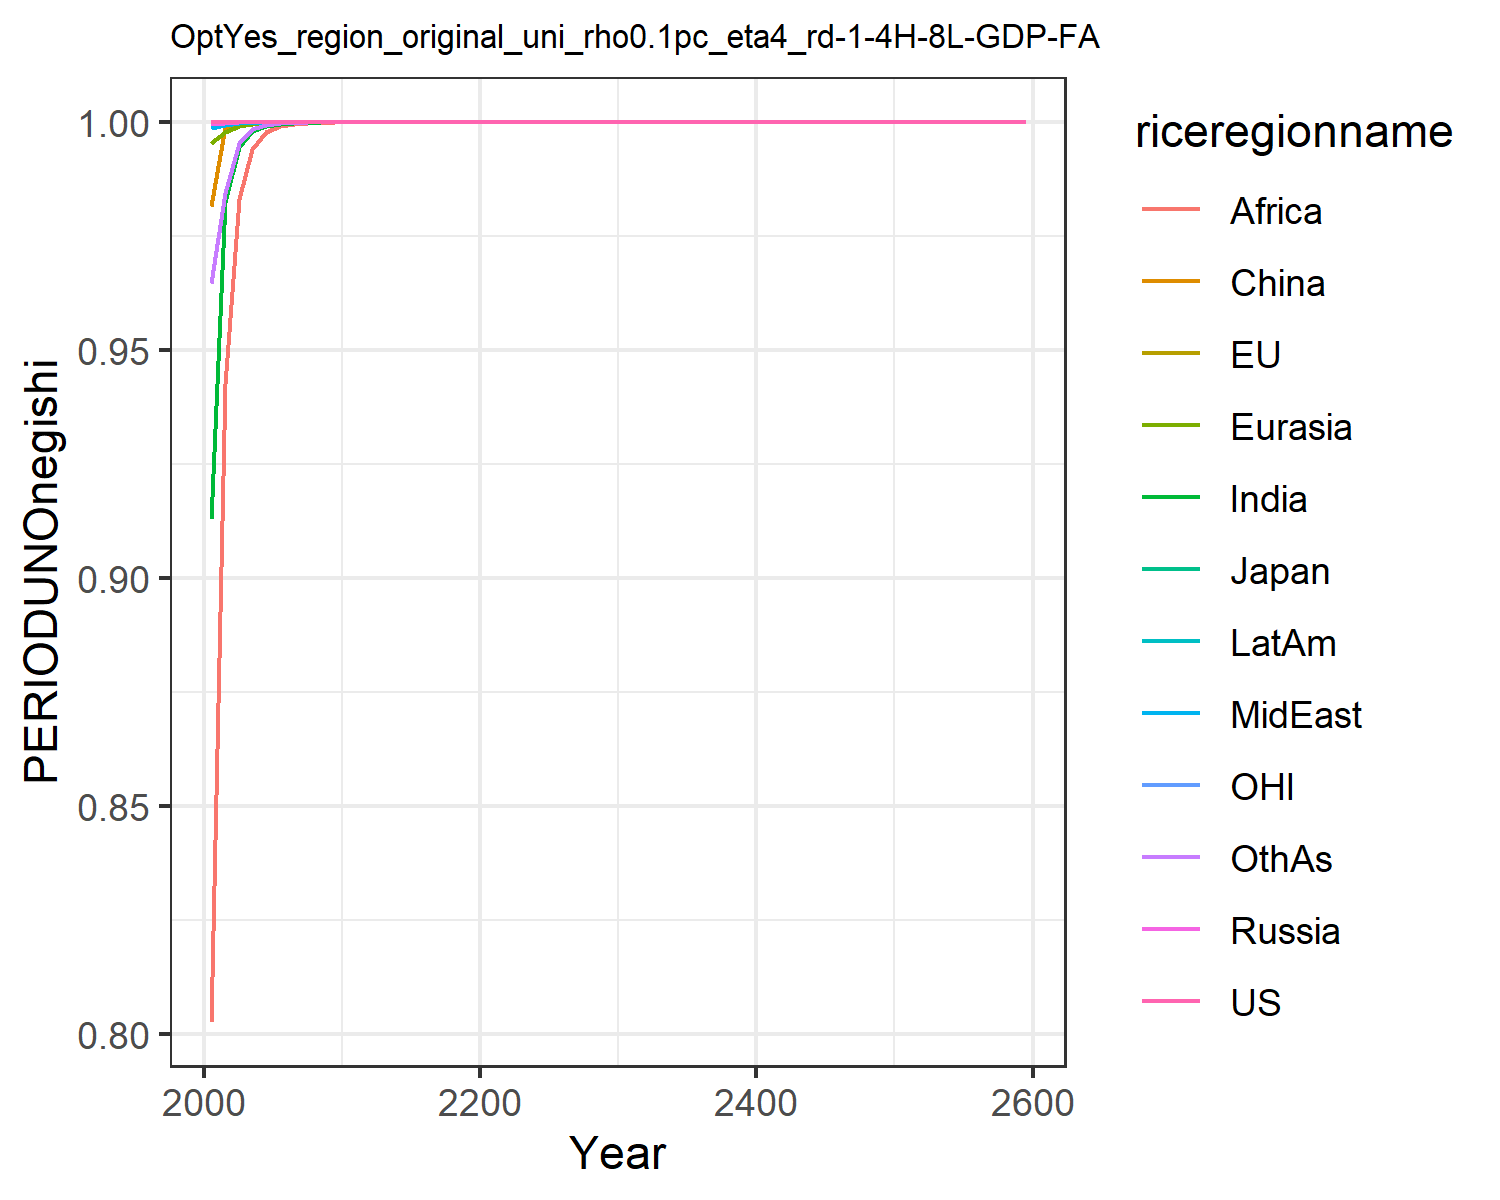 OptYes_region_original_uni_rho0.1pc_eta4_rd-1-4H-8L-GDP-FA
PERIODUNOnegishi
1.00
0.95
0.90
0.85
0.80
2000 2200 2400 2600
Year
riceregionname
Africa
China
EU
Eurasia
India
Japan
LatAm
MidEast
OHI
OthAs
Russia
US